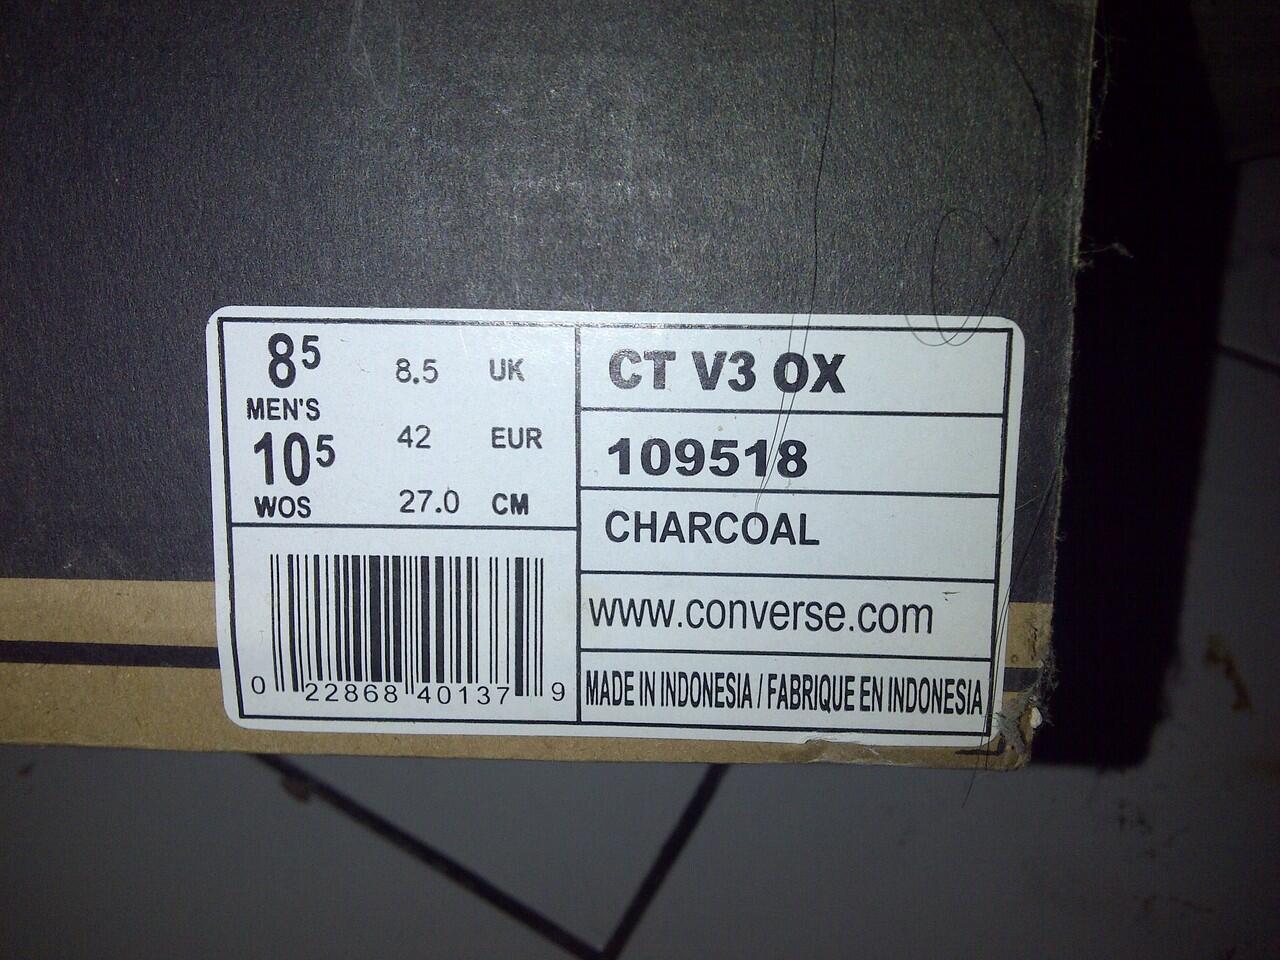 8⁵ 8.5 UK
MEN'S
10⁵ 42 EUR
WOS 27.0 CM
0 22868 40137 9
CT V3 OX
109518
CHARCOAL
www.converse.com
MADE IN INDONESIA / FABRIQUE EN INDONESIA